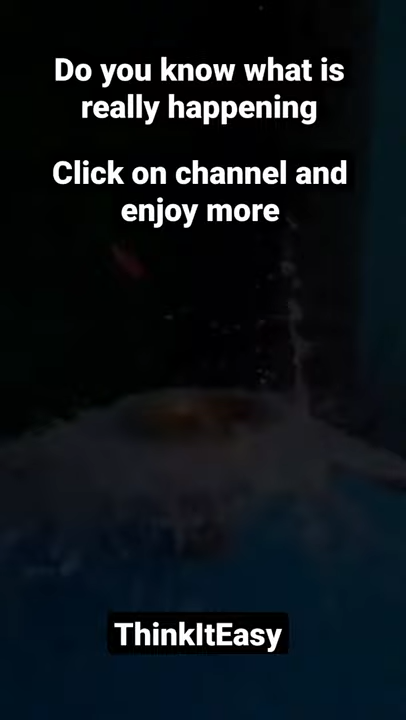 Do you know what is
really happening
Click on channel and
enjoy more
ThinkItEasy